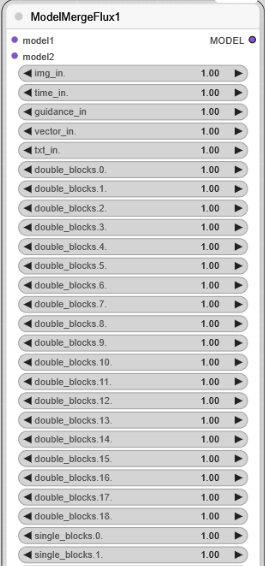 ModelMergeFlux1
model1 MODEL
model2
img_in. 1.00
time_in. 1.00
guidance_in 1.00
vector_in. 1.00
txt_in. 1.00
double_blocks.0. 1.00
double_blocks.1. 1.00
double_blocks.2. 1.00
double_blocks.3. 1.00
double_blocks.4. 1.00
double_blocks.5. 1.00
double_blocks.6. 1.00
double_blocks.7. 1.00
double_blocks.8. 1.00
double_blocks.9. 1.00
double_blocks.10. 1.00
double_blocks.11. 1.00
double_blocks.12. 1.00
double_blocks.13. 1.00
double_blocks.14. 1.00
double_blocks.15. 1.00
double_blocks.16. 1.00
double_blocks.17. 1.00
double_blocks.18. 1.00
single_blocks.0. 1.00
single_blocks.1. 1.00